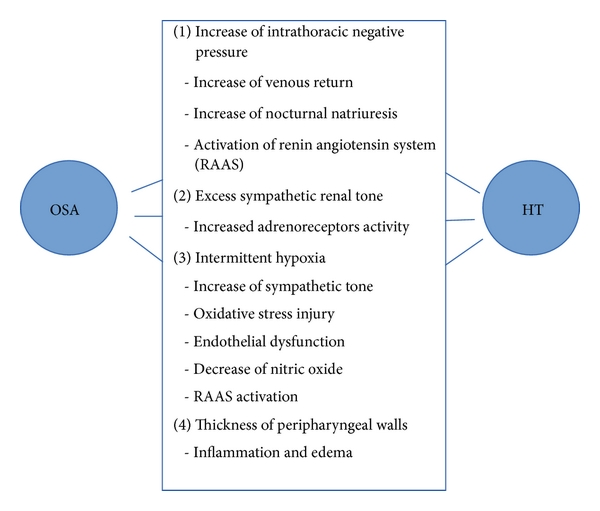 (1) Increase of intrathoracic negative
pressure
- Increase of venous return
- Increase of nocturnal natriuresis
- Activation of renin angiotensin system
(RAAS)
(2) Excess sympathetic renal tone
- Increased adrenoreceptors activity
(3) Intermittent hypoxia
- Increase of sympathetic tone
- Oxidative stress injury
- Endothelial dysfunction
- Decrease of nitric oxide
- RAAS activation
(4) Thickness of peripharyngeal walls
- Inflammation and edema
OSA
HT